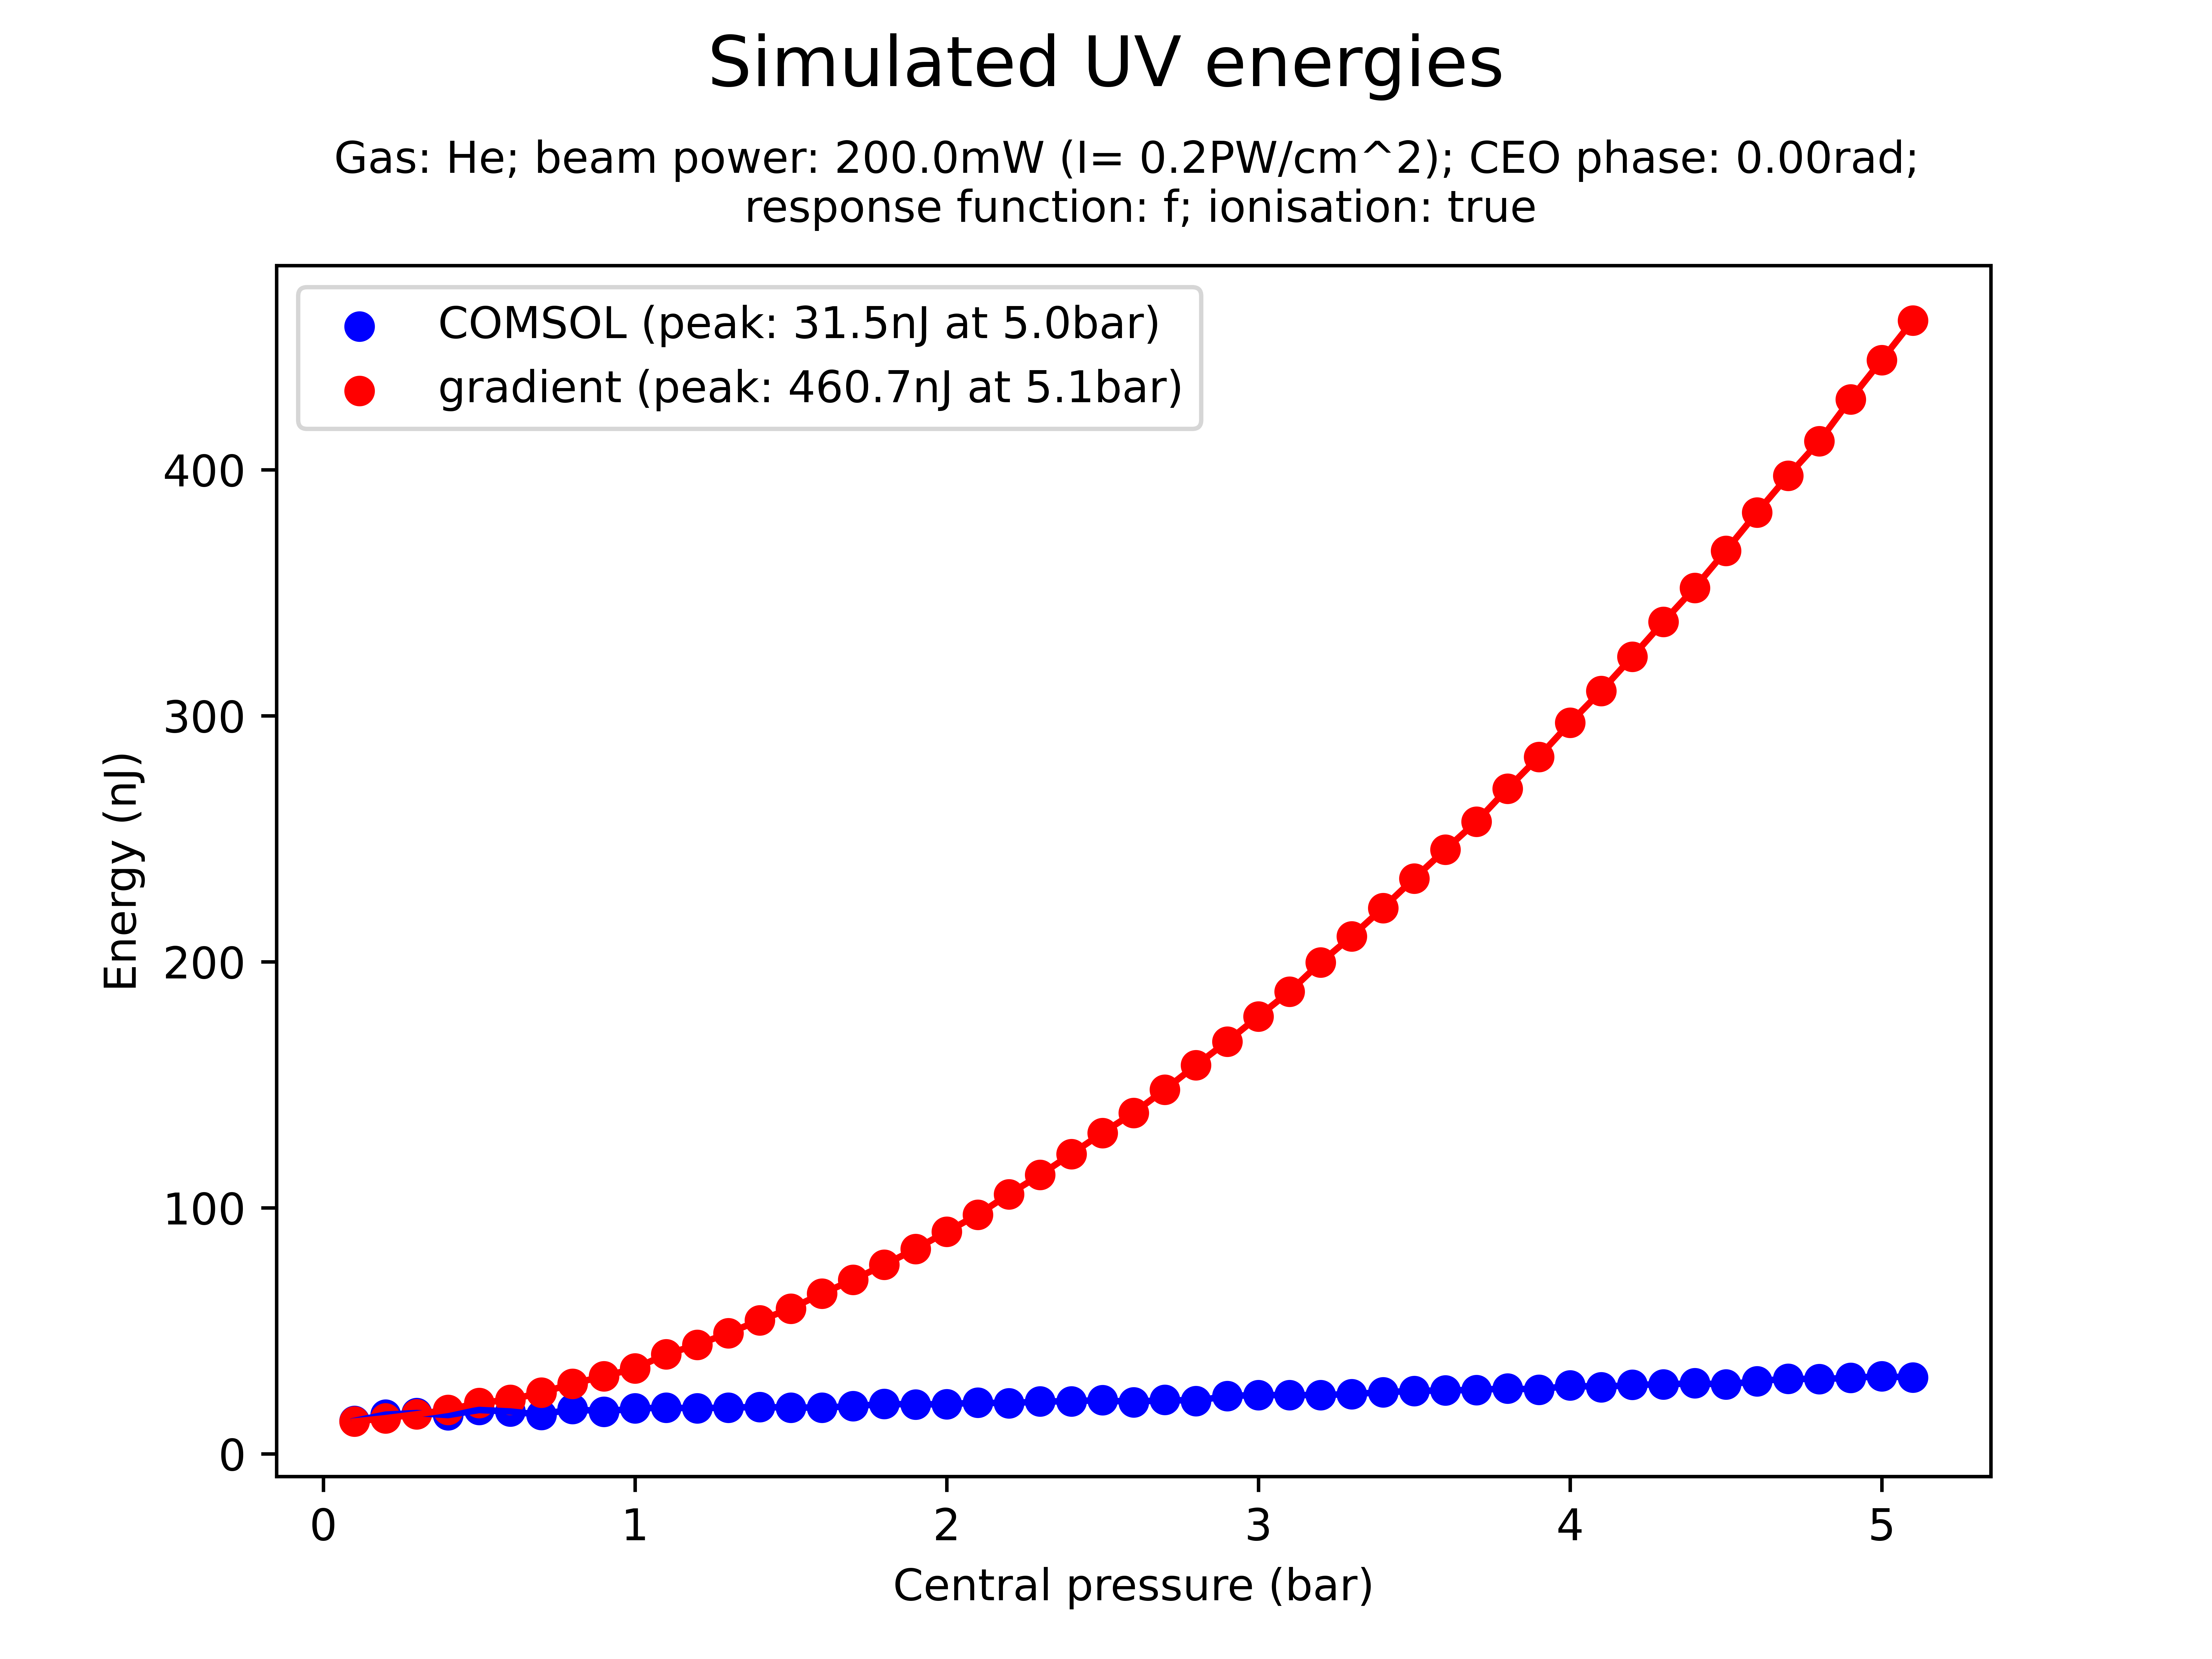 Simulated UV energies
Gas: He; beam power: 200.0mW (I= 0.2PW/cm^2); CEO phase: 0.00rad;
response function: f; ionisation: true
COMSOL (peak: 31.5nJ at 5.0bar)
gradient (peak: 460.7nJ at 5.1bar)
400
300
200
100
0
Energy (nJ)
0 1 2 3 4 5
Central pressure (bar)